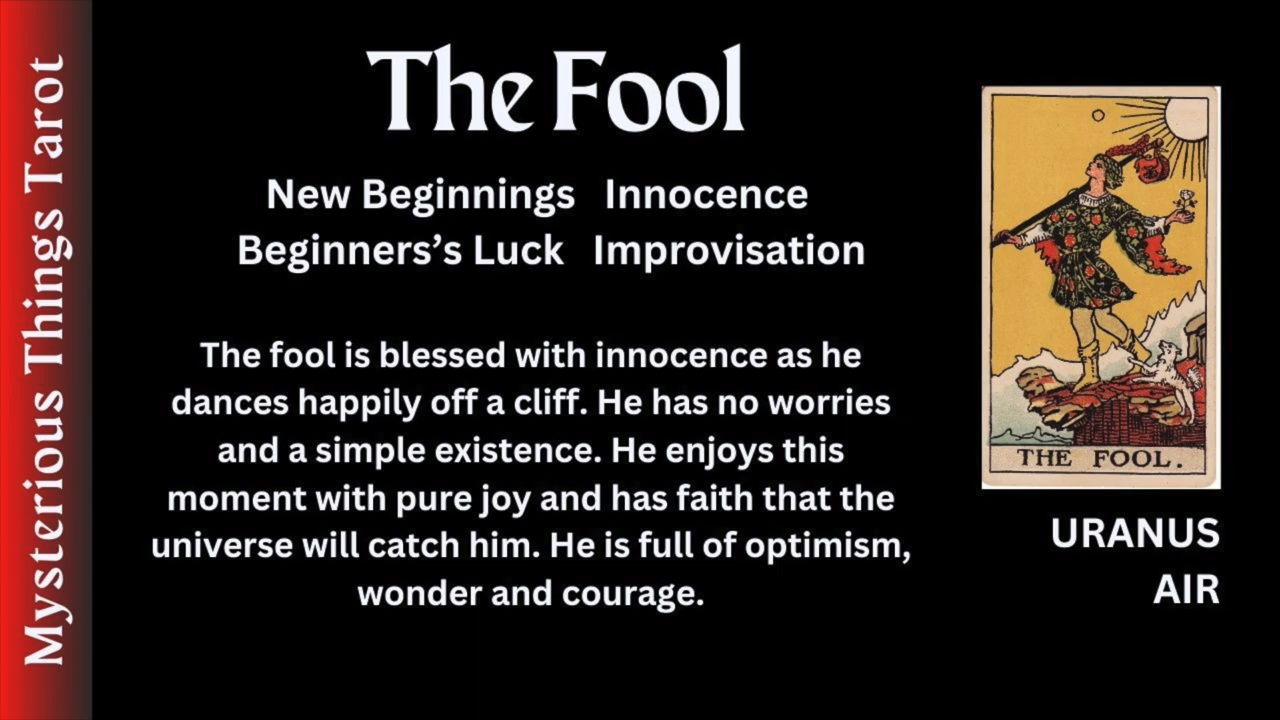 Mysterious Things Tarot
The Fool
New Beginnings Innocence
Beginners’s Luck Improvisation
The fool is blessed with innocence as he
dances happily off a cliff. He has no worries
and a simple existence. He enjoys this
moment with pure joy and has faith that the
universe will catch him. He is full of optimism,
wonder and courage.
THE FOOL.
URANUS
AIR